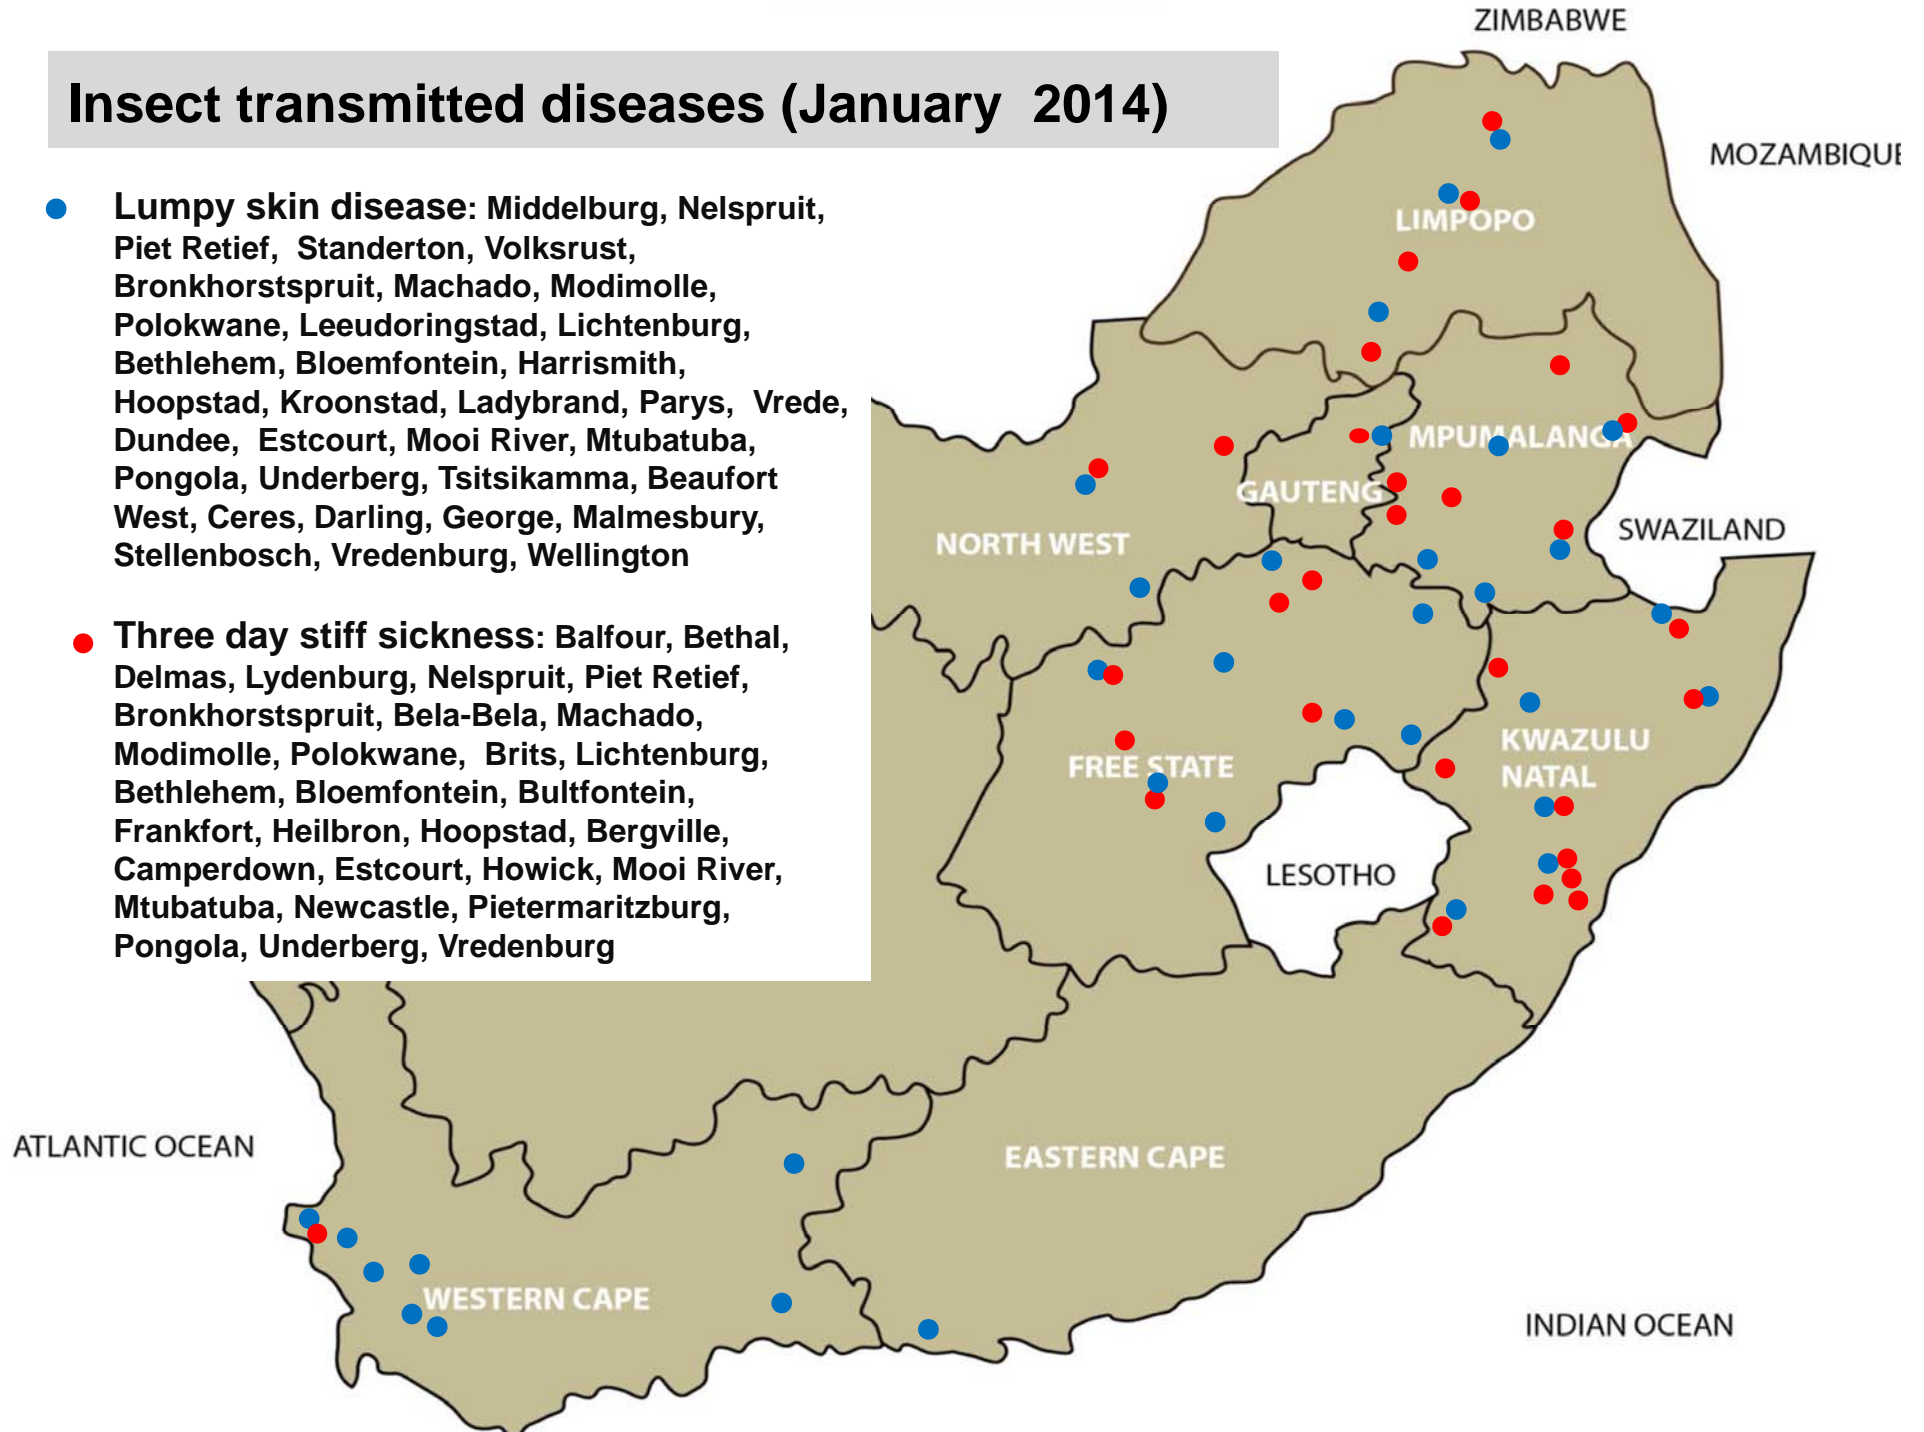 ZIMBABWE
Insect transmitted diseases (January  2014)
MOZAMBIQUE
Lumpy skin disease: Middelburg, Nelspruit,
Piet Retief,  Standerton, Volksrust,
Bronkhorstspruit, Machado, Modimolle,
Polokwane, Leeudoringstad, Lichtenburg,
Bethlehem, Bloemfontein, Harrismith,
Hoopstad, Kroonstad, Ladybrand, Parys,  Vrede,
Dundee,  Estcourt, Mooi River, Mtubatuba,
Pongola, Underberg, Tsitsikamma, Beaufort
West, Ceres, Darling, George, Malmesbury,
Stellenbosch, Vredenburg, Wellington
Three day stiff sickness: Balfour, Bethal,
Delmas, Lydenburg, Nelspruit, Piet Retief,
Bronkhorstspruit, Bela-Bela, Machado,
Modimolle, Polokwane,  Brits, Lichtenburg,
Bethlehem, Bloemfontein, Bultfontein,
Frankfort, Heilbron, Hoopstad, Bergville,
Camperdown, Estcourt, Howick, Mooi River,
Mtubatuba, Newcastle, Pietermaritzburg,
Pongola, Underberg, Vredenburg
LIMPOPO
MPUMALANGA
GAUTENG
NORTH WEST
SWAZILAND
KWAZULU
NATAL
FREE STATE
LESOTHO
ATLANTIC OCEAN
EASTERN CAPE
WESTERN CAPE
INDIAN OCEAN